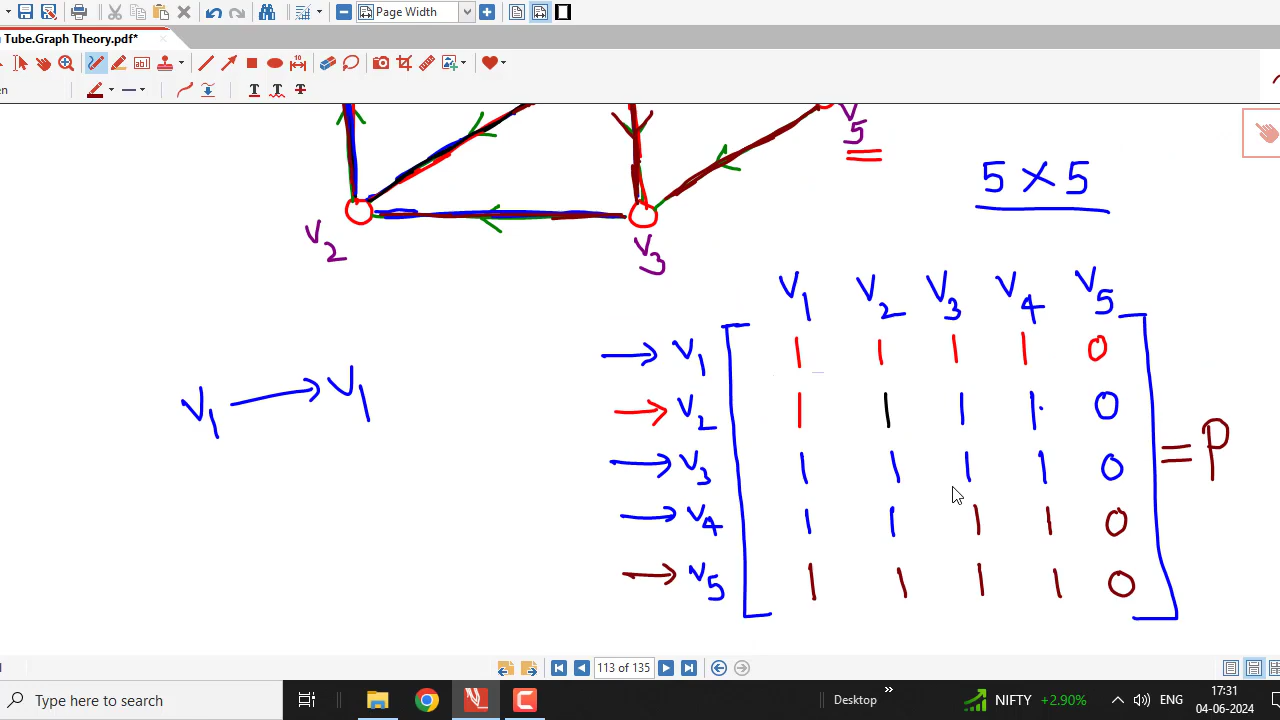 Page Width
Tube.Graph Theory.pdf*
10
en
V5
5 X 5
V2
V3
V1 V2 V3 V4 V5
→ V1 1 1 1 1 0
→ V2 1 1 1 1 0
V1 → V1
= P
→ V3 1 1 1 1 0
→ V4 1 1 1 1 0
→ V5 1 1 1 1 0
113 of 135
Type here to search
Desktop
NIFTY +2.90%
ENG
17:31
04-06-2024